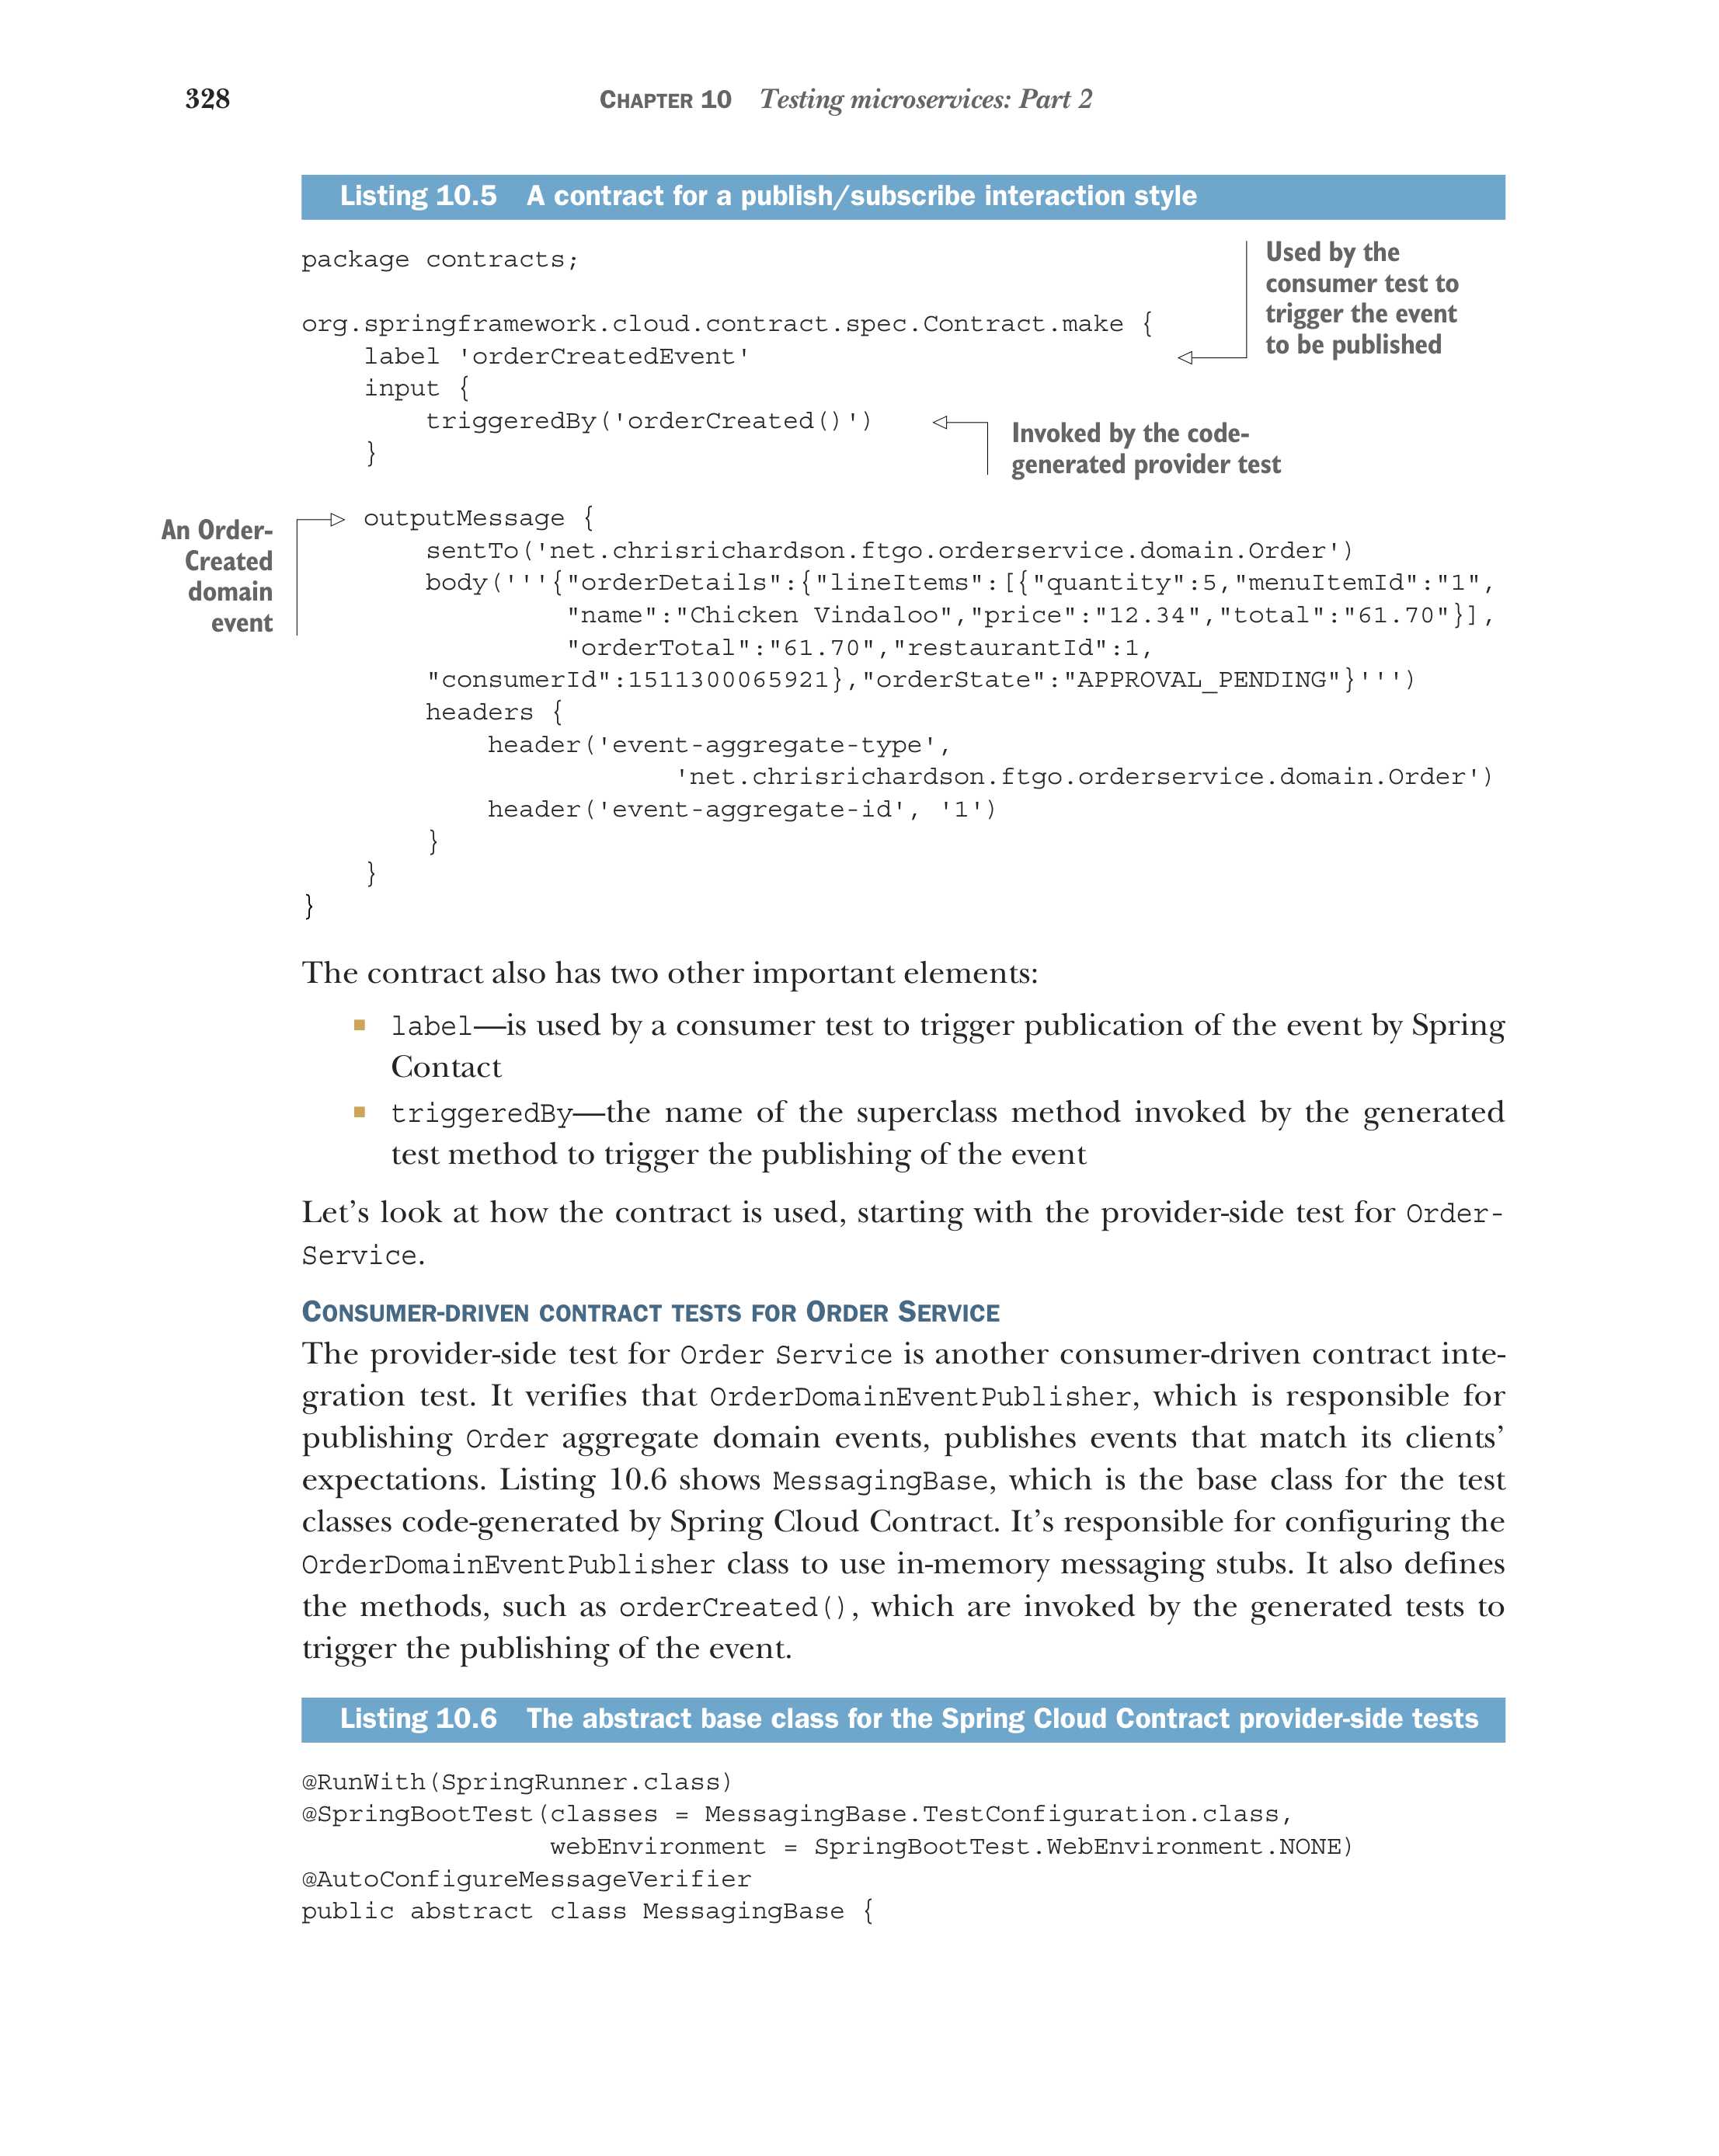 328 CHAPTER 10 Testing microservices: Part 2
Listing 10.5 A contract for a publish/subscribe interaction style
package contracts;
org.springframework.cloud.contract.spec.Contract.make {
    label 'orderCreatedEvent'
Used by the
consumer test to
trigger the event
to be published
    input {
        triggeredBy('orderCreated()')
Invoked by the code-
generated provider test
    }
An Order-
Created
domain
event
    outputMessage {
        sentTo('net.chrisrichardson.ftgo.orderservice.domain.Order')
        body('''{"orderDetails":{"lineItems":[{"quantity":5,"menuItemId":"1",
                 "name":"Chicken Vindaloo","price":"12.34","total":"61.70"}],
                 "orderTotal":"61.70","restaurantId":1,
        "consumerId":1511300065921},"orderState":"APPROVAL_PENDING"}''')
        headers {
            header('event-aggregate-type',
                        'net.chrisrichardson.ftgo.orderservice.domain.Order')
            header('event-aggregate-id', '1')
        }
    }
}
The contract also has two other important elements:
■ label—is used by a consumer test to trigger publication of the event by Spring
Contact
■ triggeredBy—the name of the superclass method invoked by the generated
test method to trigger the publishing of the event
Let's look at how the contract is used, starting with the provider-side test for Order-
Service.
CONSUMER-DRIVEN CONTRACT TESTS FOR ORDER SERVICE
The provider-side test for Order Service is another consumer-driven contract inte-
gration test. It verifies that OrderDomainEventPublisher, which is responsible for
publishing Order aggregate domain events, publishes events that match its clients'
expectations. Listing 10.6 shows MessagingBase, which is the base class for the test
classes code-generated by Spring Cloud Contract. It's responsible for configuring the
OrderDomainEventPublisher class to use in-memory messaging stubs. It also defines
the methods, such as orderCreated(), which are invoked by the generated tests to
trigger the publishing of the event.
Listing 10.6 The abstract base class for the Spring Cloud Contract provider-side tests
@RunWith(SpringRunner.class)
@SpringBootTest(classes = MessagingBase.TestConfiguration.class,
                webEnvironment = SpringBootTest.WebEnvironment.NONE)
@AutoConfigureMessageVerifier
public abstract class MessagingBase {